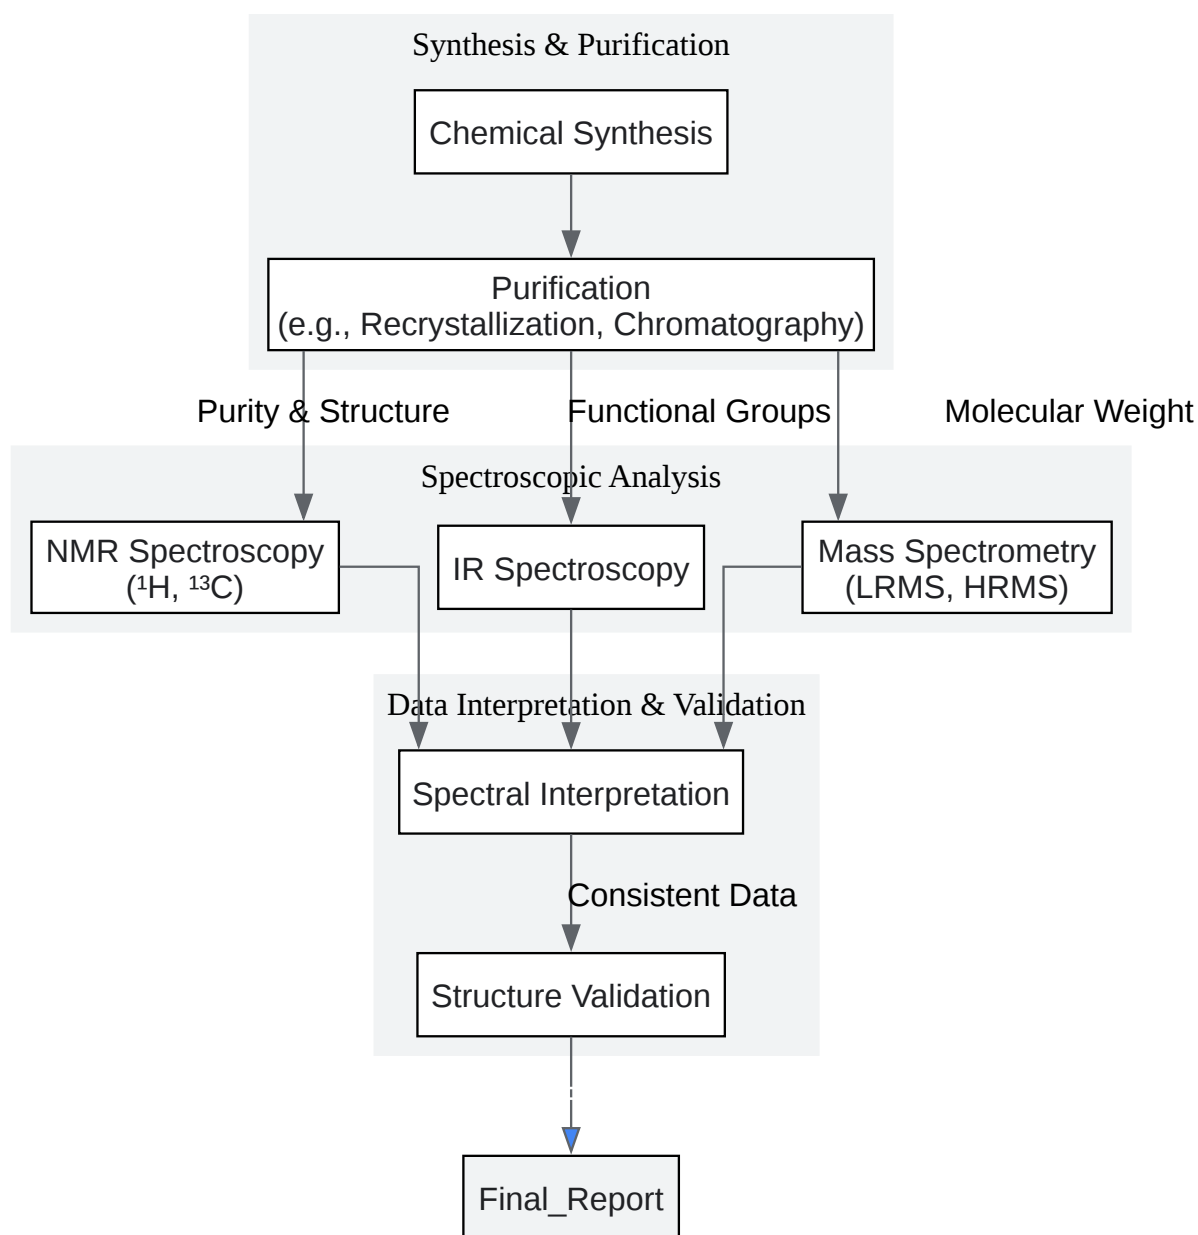 Synthesis & Purification
Chemical Synthesis
Purification
(e.g., Recrystallization, Chromatography)
Purity & Structure
Functional Groups
Molecular Weight
Spectroscopic Analysis
NMR Spectroscopy
(¹H, ¹³C)
IR Spectroscopy
Mass Spectrometry
(LRMS, HRMS)
Data Interpretation & Validation
Spectral Interpretation
Consistent Data
Structure Validation
Final_Report